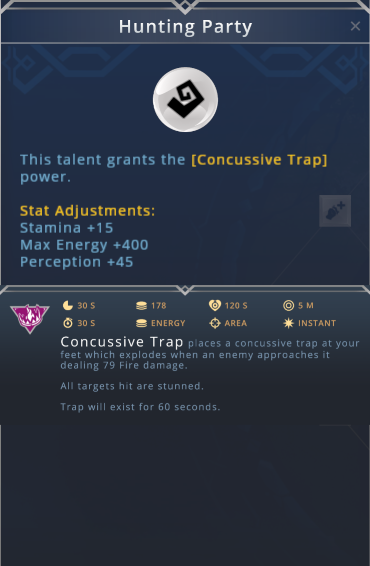 Hunting Party
This talent grants the [Concussive Trap]
power.
Stat Adjustments:
Stamina +15
Max Energy +400
Perception +45
30 S 178 120 S 5 M
30 S ENERGY AREA INSTANT
Concussive Trap places a concussive trap at your
feet which explodes when an enemy approaches it
dealing 79 Fire damage.
All targets hit are stunned.
Trap will exist for 60 seconds.